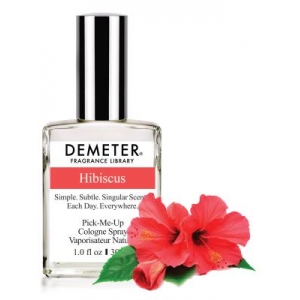 DEMETER®
FRAGRANCE LIBRARY
Hibiscus
Simple. Subtle. Singular
Each Day. Everywhere.
Pick-Me-Up
Cologne Spray
Vaporisateur
1.0 fl oz